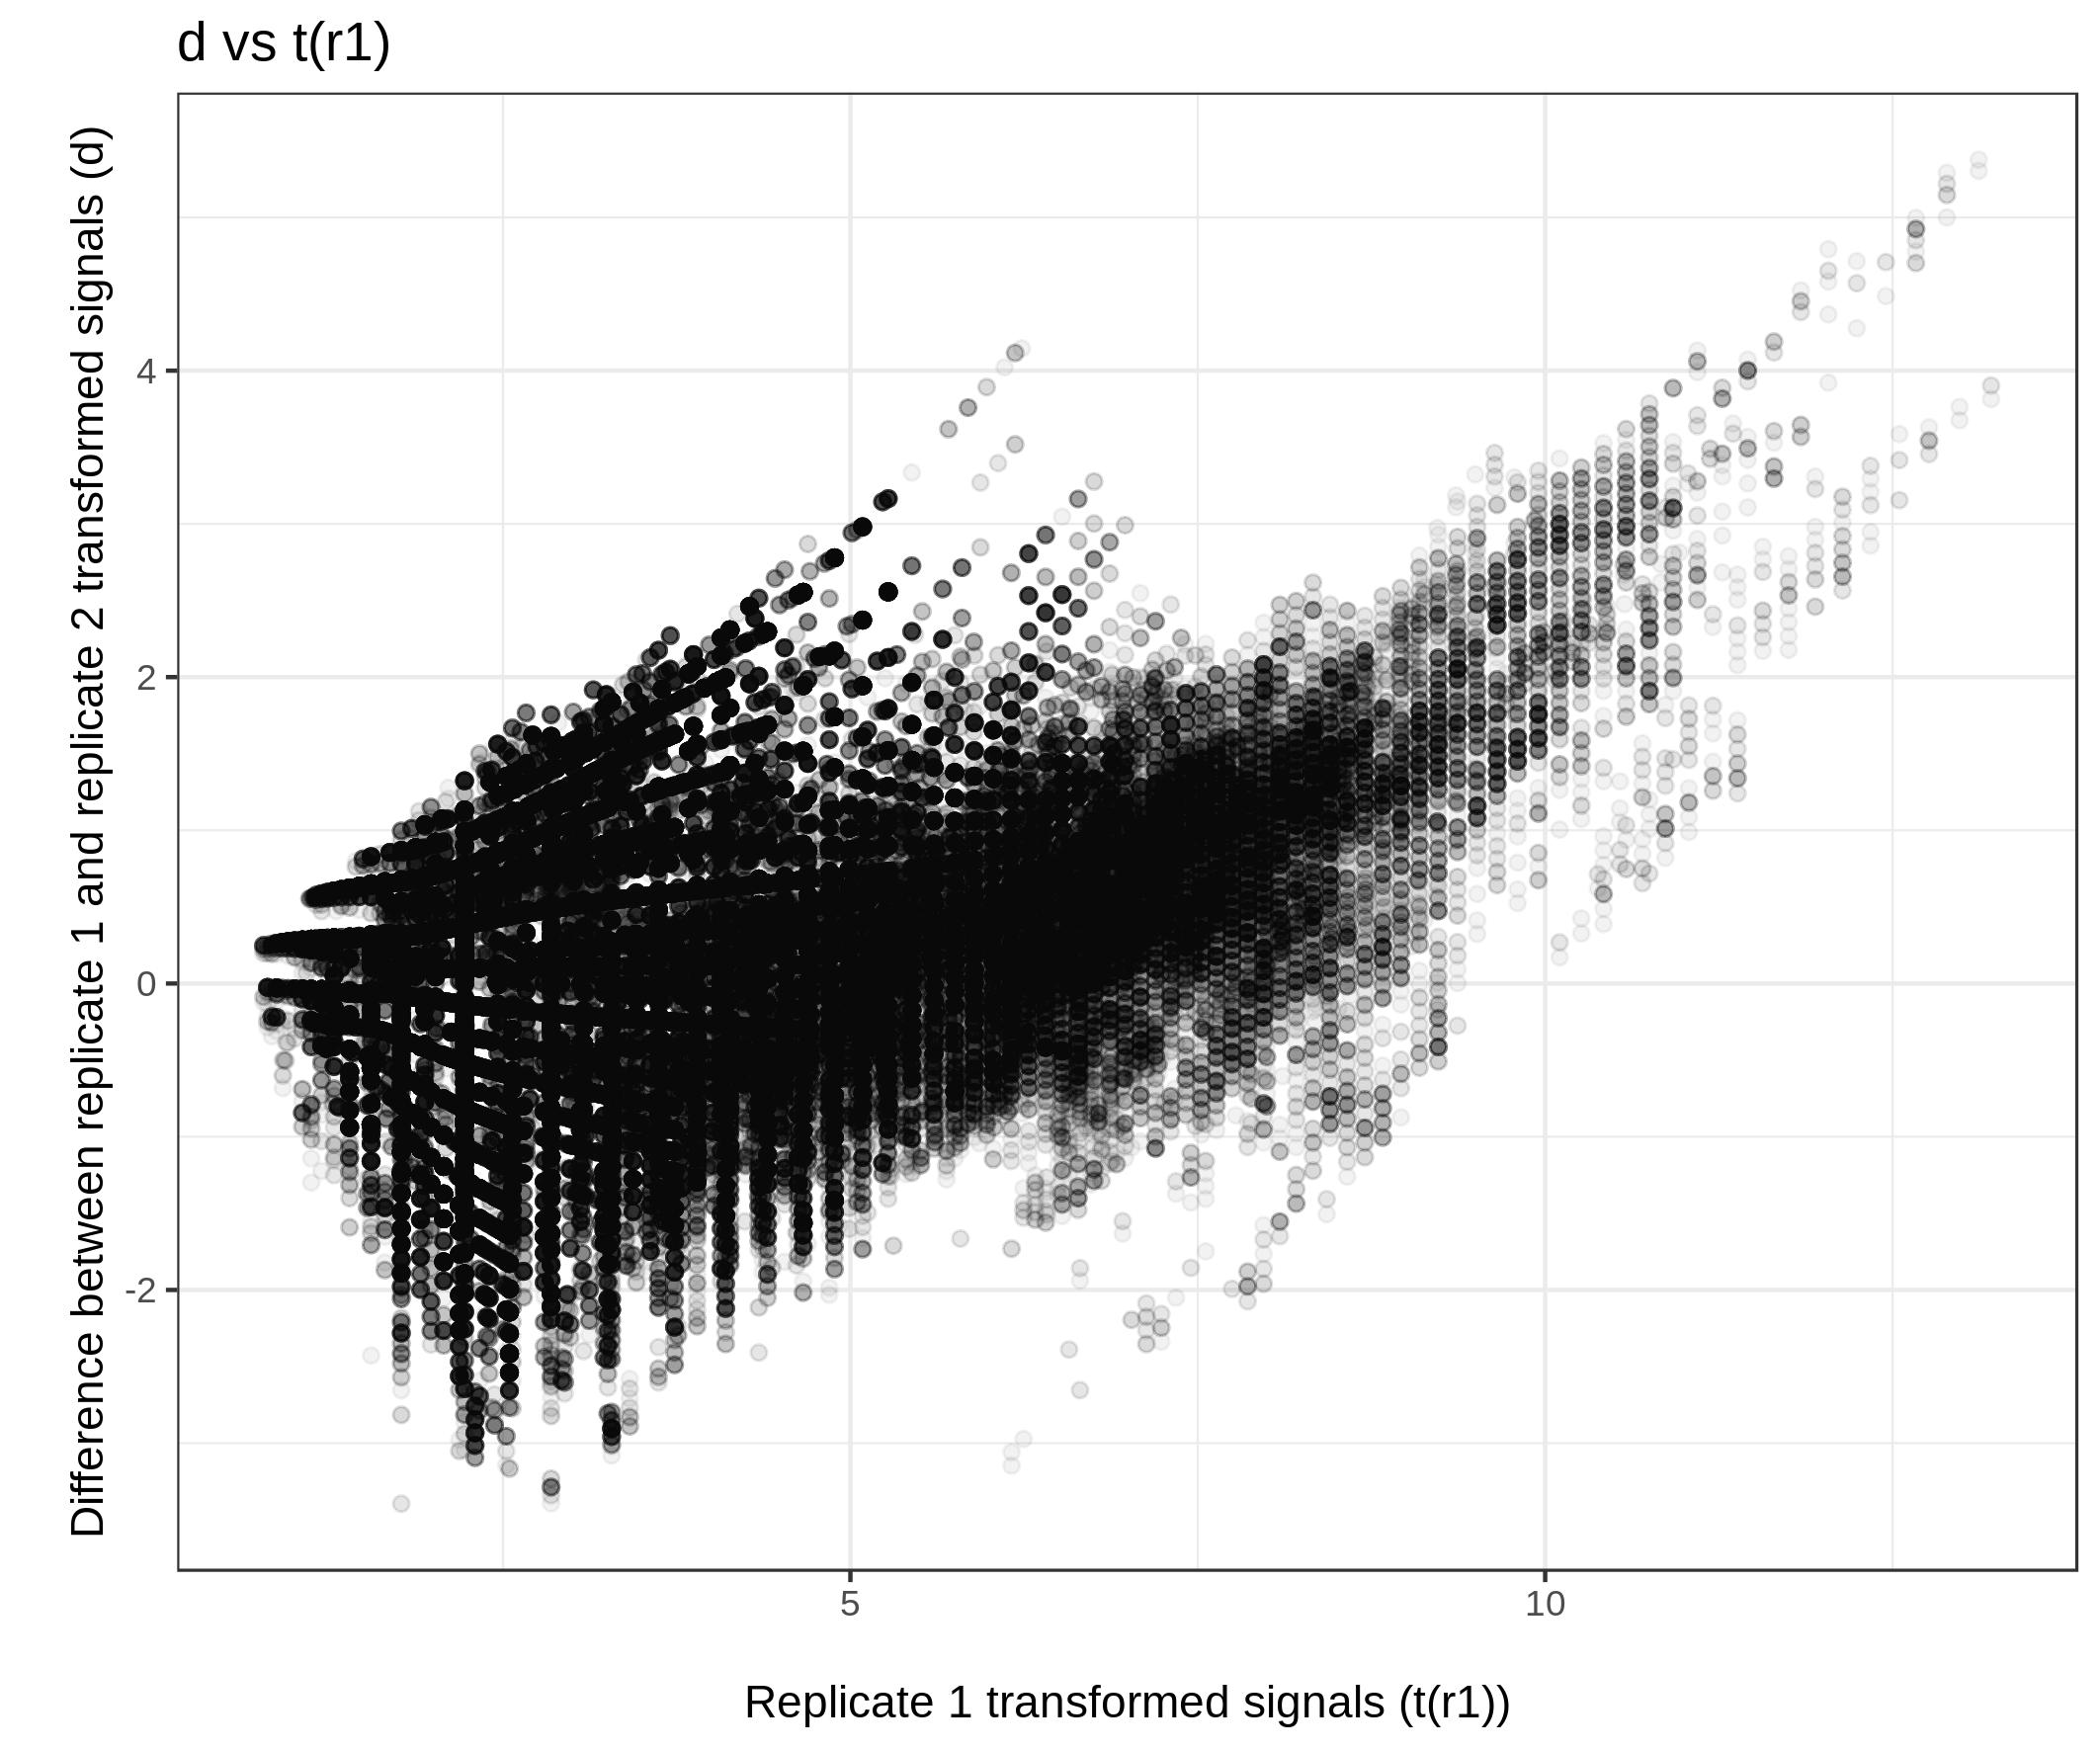 d vs t(r1)
Difference between replicate 1 and replicate 2 transformed signals (d)
4
2
0
-2
5
10
Replicate 1 transformed signals (t(r1))